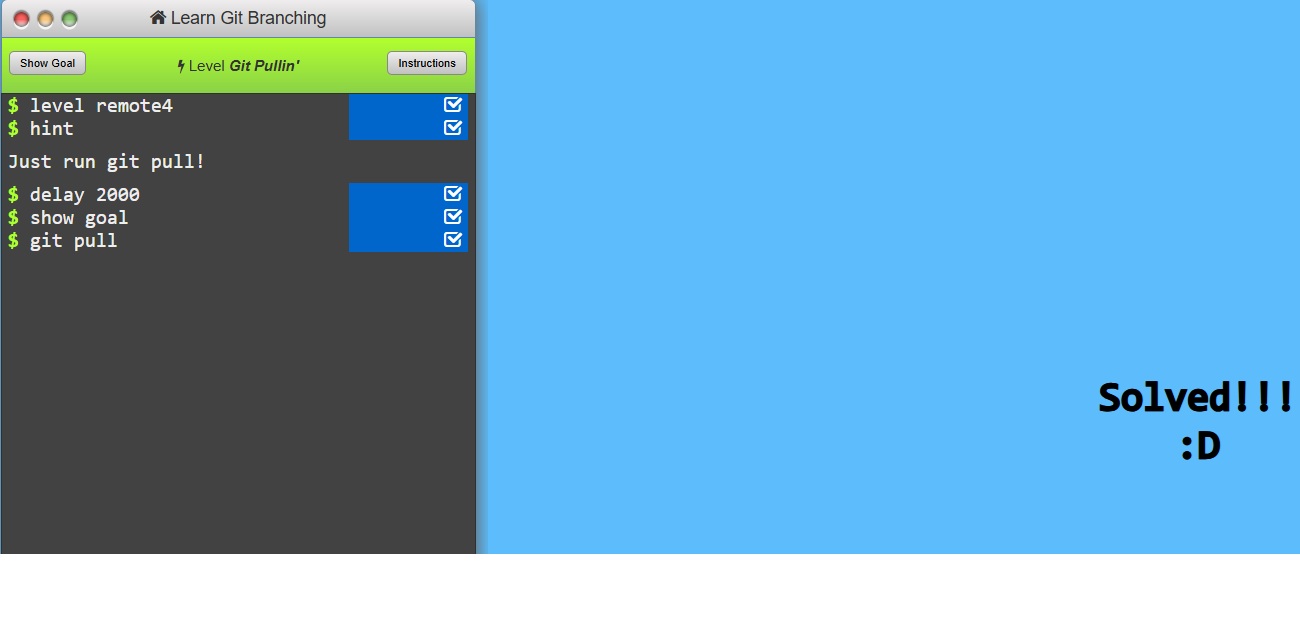 Learn Git Branching
Show Goal
Level Git Pullin'
Instructions
$ level remote4
$ hint
Just run git pull!
$ delay 2000
$ show goal
$ git pull
Solved!!!
:D